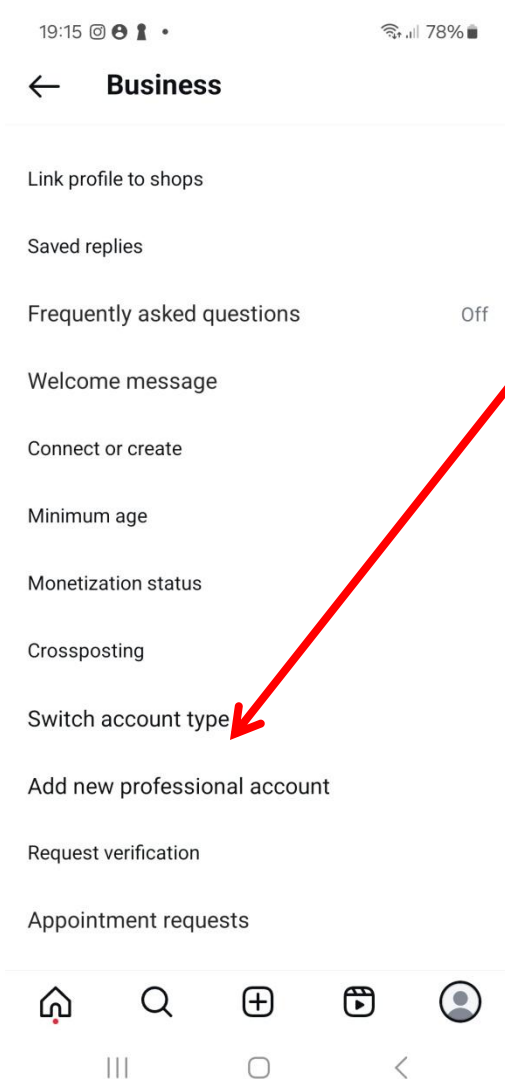 19:15 78%
Business
Link profile to shops
Saved replies
Frequently asked questions Off
Welcome message
Connect or create
Minimum age
Monetization status
Crossposting
Switch account type
Add new professional account
Request verification
Appointment requests